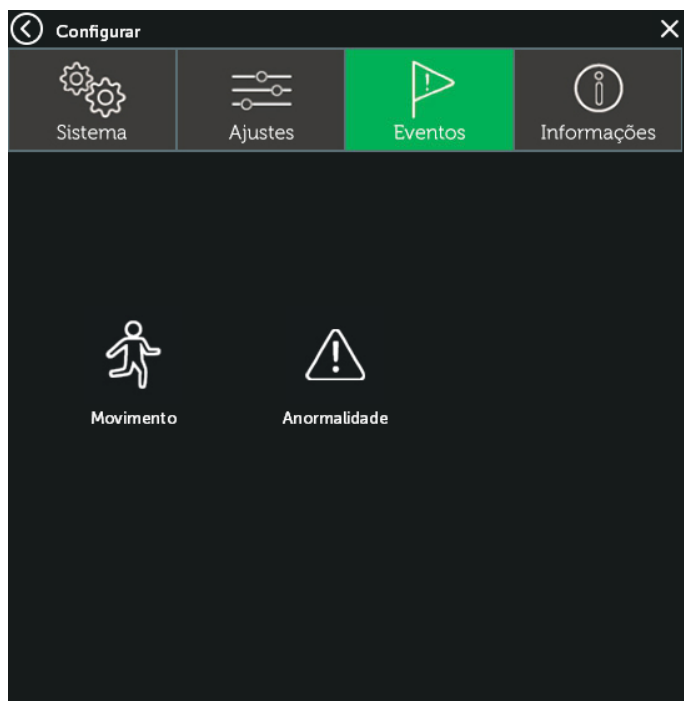 Configurar
Sistema
Ajustes
Eventos
Informações
Movimento
Anormalidade